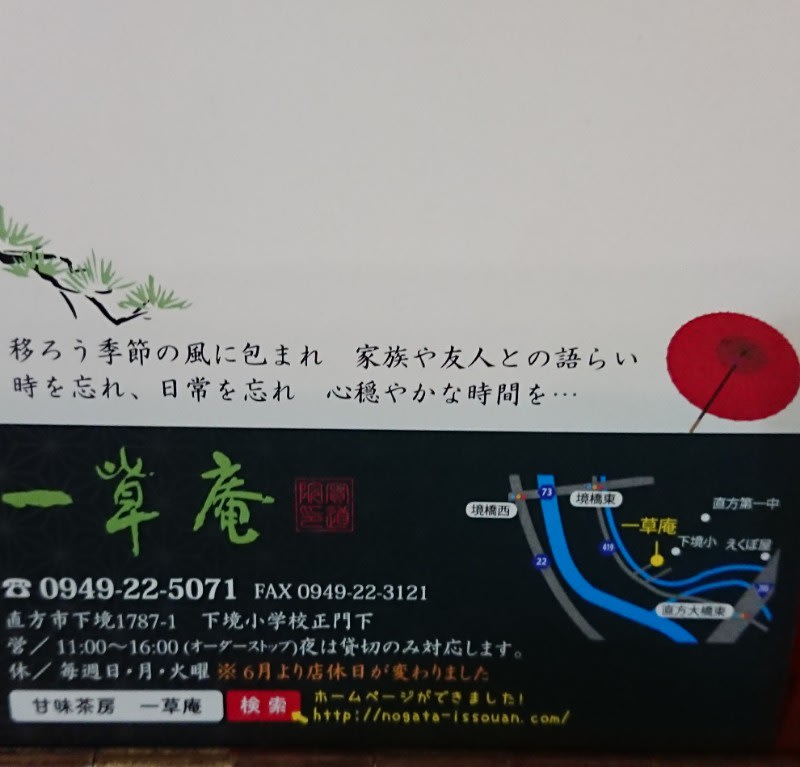 移ろう季節の風に包まれ　家族や友人との語らい
時を忘れ、日常を忘れ　心穏やかな時間を…
一草庵
☎ 0949-22-5071 FAX 0949-22-3121
直方市下境1787-1　下境小学校正門下
営／11:00〜16:00(オーダーストップ)夜は貸切のみ対応します。
休／毎週日・月・火曜 ※6月より店休日が変わりました
甘味茶房　一草庵 検索
ホームページができました!
http://nogata-issouan.com/
境橋西
73
境橋東
直方第一中
一草庵
419
下境小
えくぼ屋
22
直方大橋東